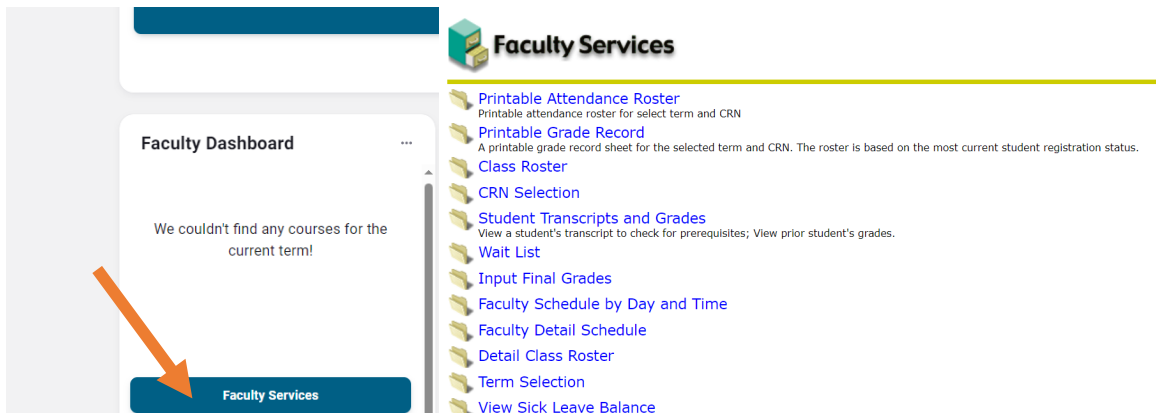 Faculty Dashboard
...
We couldn't find any courses for the
current term!
Faculty Services
Faculty Services
Printable Attendance Roster
Printable attendance roster for select term and CRN
Printable Grade Record
A printable grade record sheet for the selected term and CRN. The roster is based on the most current student registration status.
Class Roster
CRN Selection
Student Transcripts and Grades
View a student's transcript to check for prerequisites; View prior student's grades.
Wait List
Input Final Grades
Faculty Schedule by Day and Time
Faculty Detail Schedule
Detail Class Roster
Term Selection
View Sick Leave Balance